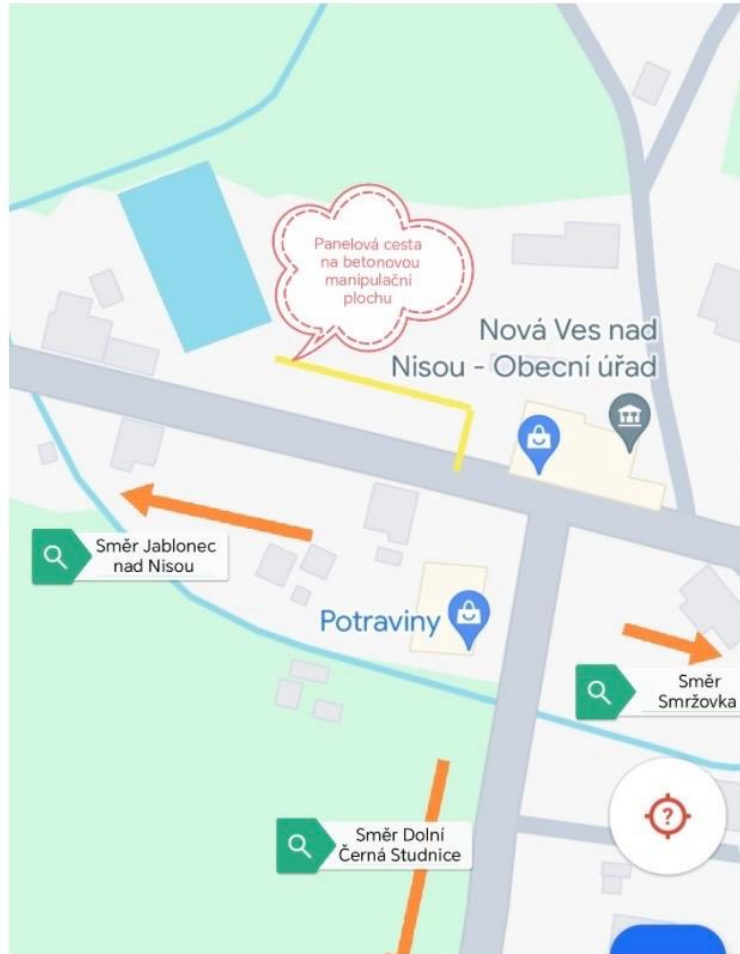 Panelová cesta
na betonovou
manipulační
plochu
Nová Ves nad
Nisou - Obecní úřad
Směr Jablonec
nad Nisou
Potraviny
Směr
Smržovka
?
Směr Dolní
Černá Studnice